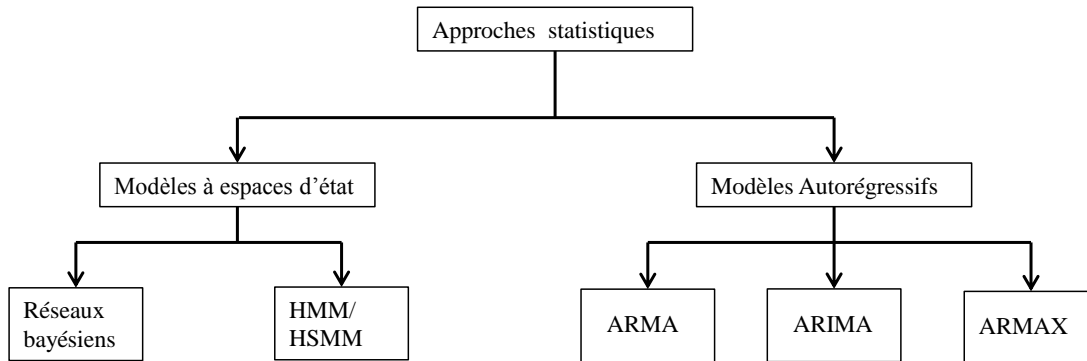 Approches statistiques
Modèles à espaces d’état
Modèles Autorégressifs
Réseaux
bayésiens
HMM/
HSMM
ARMA
ARIMA
ARMAX